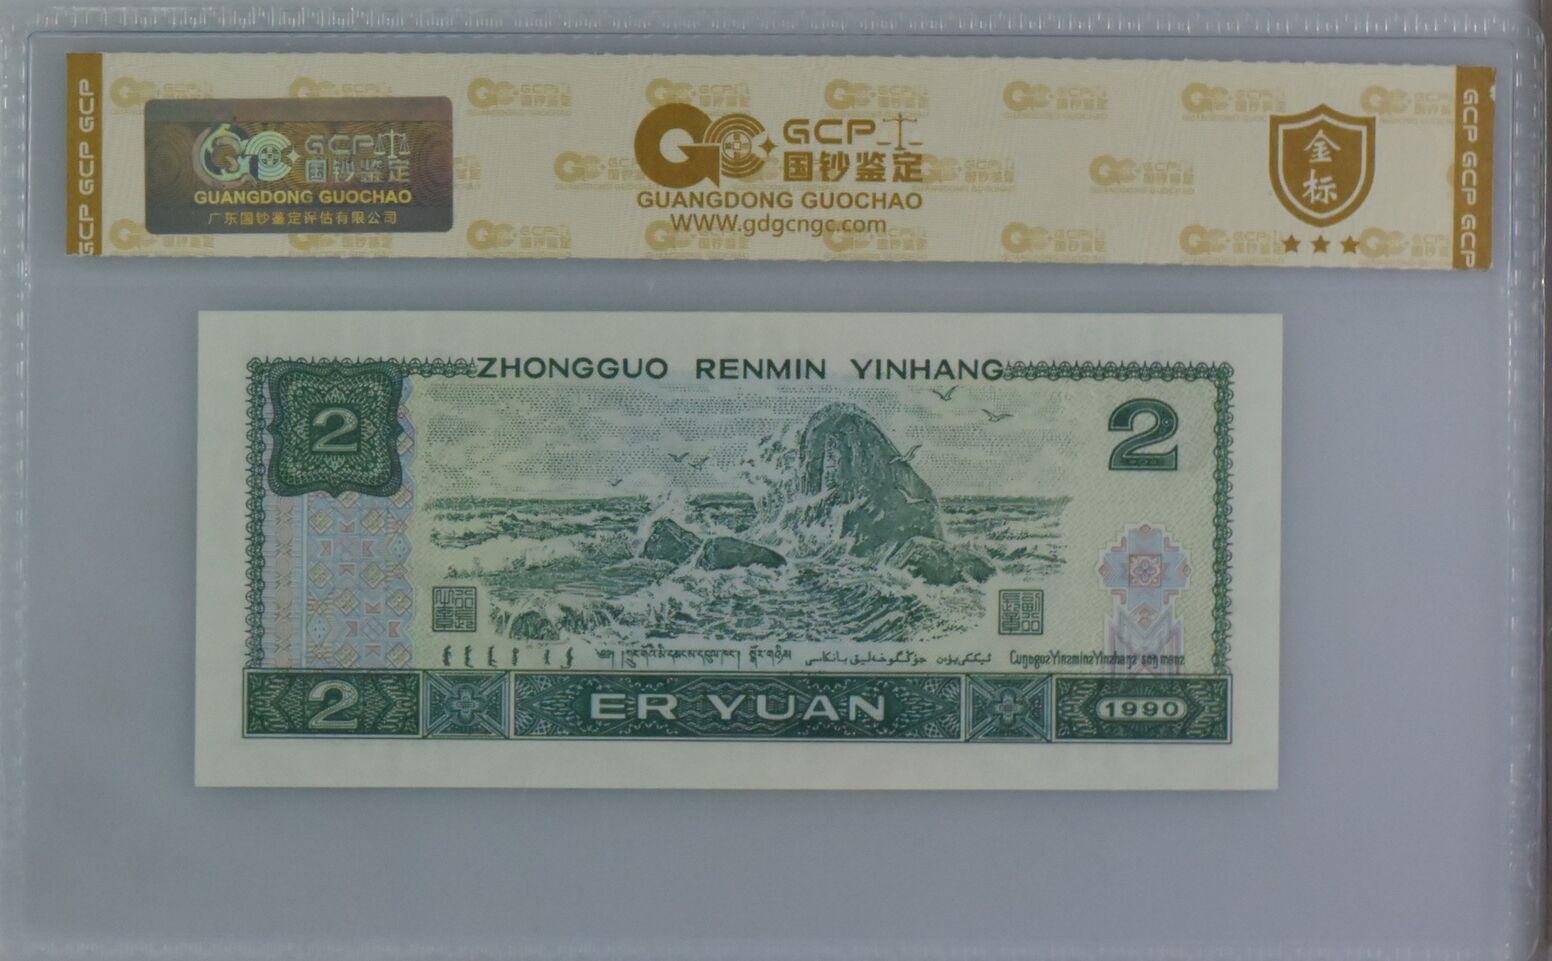 GCP GCP GCP
GCP
国钞鉴定
GUANGDONG GUOCHAO
广东国钞鉴定评估有限公司
GCP
国钞鉴定
GUANGDONG GUOCHAO
WWW.gdgcngc.com
金标
GCP GCP GCP
ZHONGGUO RENMIN YINHANG
2
2
2
ER YUAN
1990